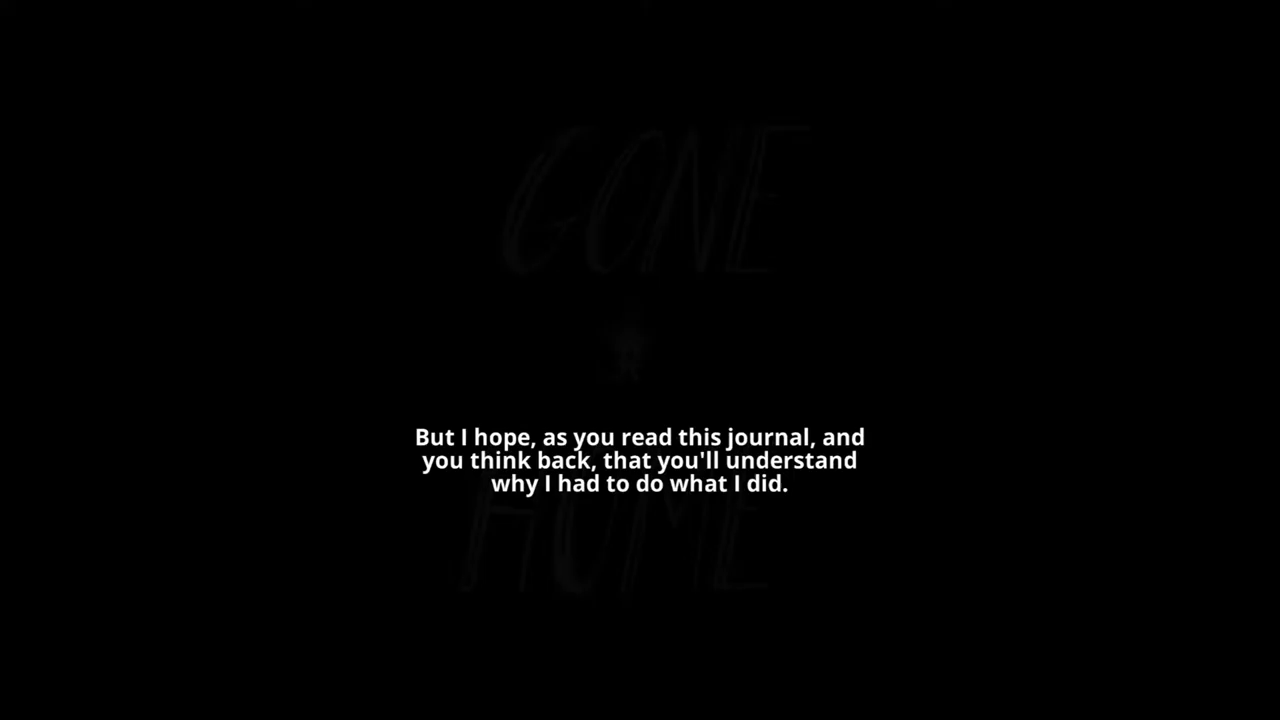 GONE
But I hope, as you read this journal, and
you think back, that you'll understand
why I had to do what I did.
HOME